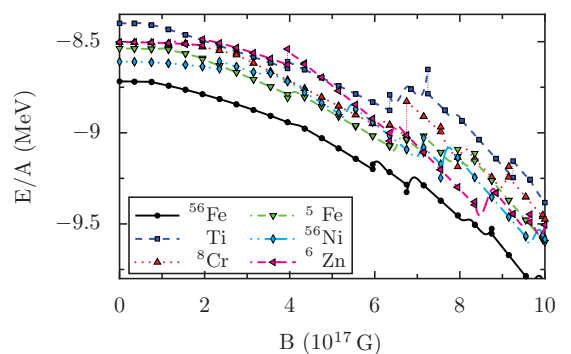 −8.5
−9
−9.5
E/A (MeV)
⁵⁶Fe
Ti
⁸Cr
⁵ Fe
⁵⁶Ni
⁶ Zn
0 2 4 6 8 10
B (10¹⁷ G)